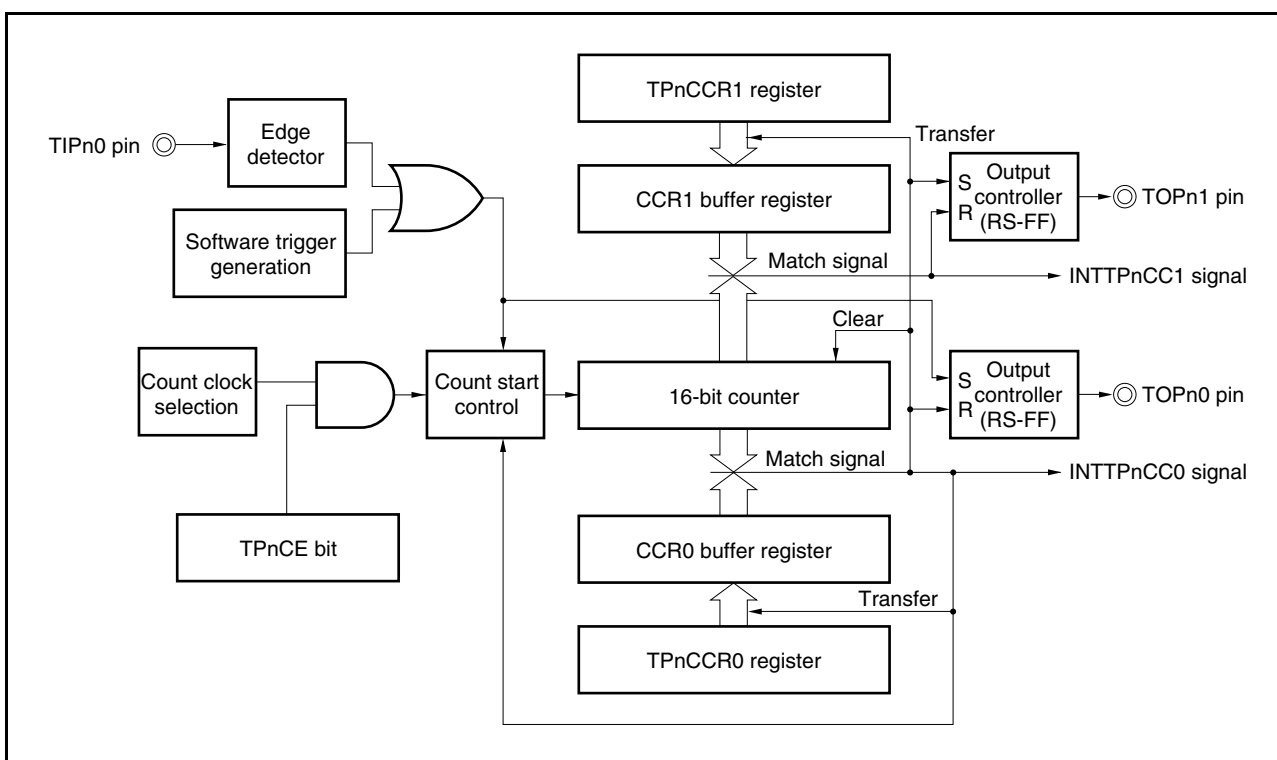 TPnCCR1 register
TIPn0 pin
Edge
detector
Transfer
CCR1 buffer register
S
R
Output
controller
(RS-FF)
TOPn1 pin
Software trigger
generation
Match signal
INTTPnCC1 signal
Clear
Count clock
selection
Count start
control
16-bit counter
S
R
Output
controller
(RS-FF)
TOPn0 pin
Match signal
INTTPnCC0 signal
TPnCE bit
CCR0 buffer register
Transfer
TPnCCR0 register